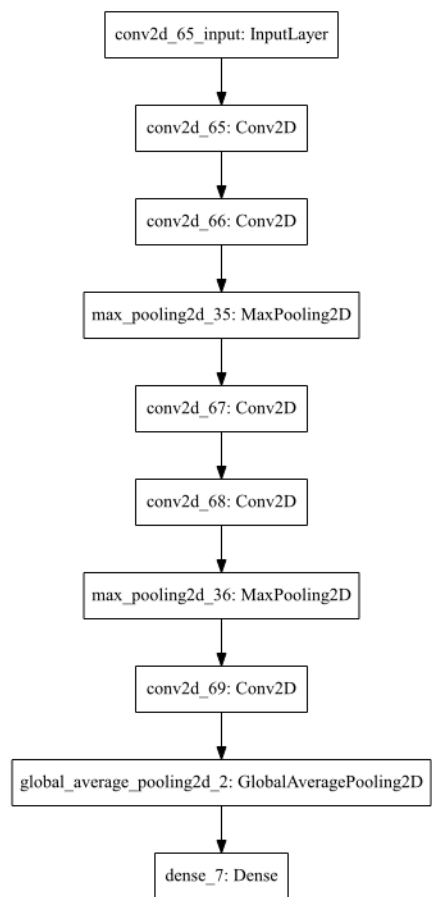 conv2d_65_input: InputLayer
conv2d_65: Conv2D
conv2d_66: Conv2D
max_pooling2d_35: MaxPooling2D
conv2d_67: Conv2D
conv2d_68: Conv2D
max_pooling2d_36: MaxPooling2D
conv2d_69: Conv2D
global_average_pooling2d_2: GlobalAveragePooling2D
dense_7: Dense